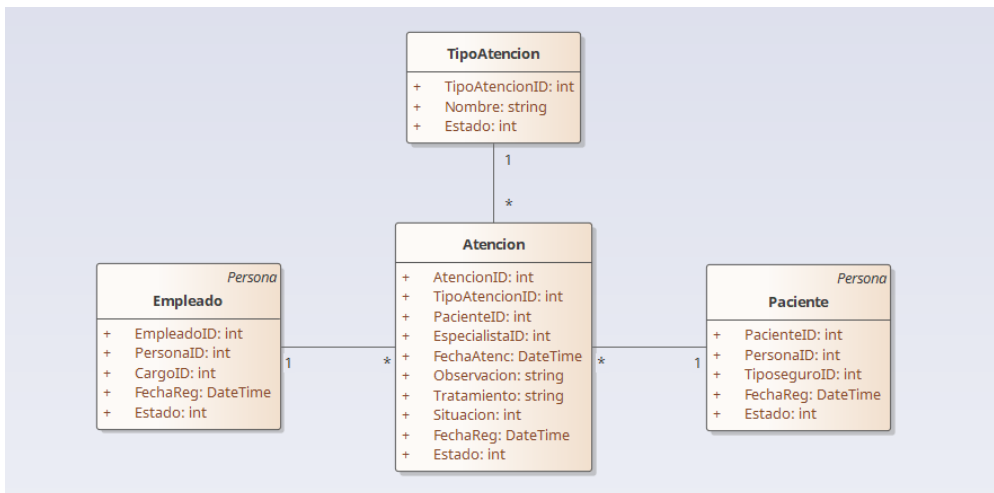 TipoAtencion
+ TipoAtencionID: int
+ Nombre: string
+ Estado: int
1
*
Persona
Empleado
+ EmpleadoID: int
+ PersonaID: int
+ CargoID: int
+ FechaReg: DateTime
+ Estado: int
1
*
Atencion
+ AtencionID: int
+ TipoAtencionID: int
+ PacienteID: int
+ EspecialistaID: int
+ FechaAtenc: DateTime
+ Observacion: string
+ Tratamiento: string
+ Situacion: int
+ FechaReg: DateTime
+ Estado: int
*
1
Persona
Paciente
+ PacienteID: int
+ PersonaID: int
+ TiposeguroID: int
+ FechaReg: DateTime
+ Estado: int